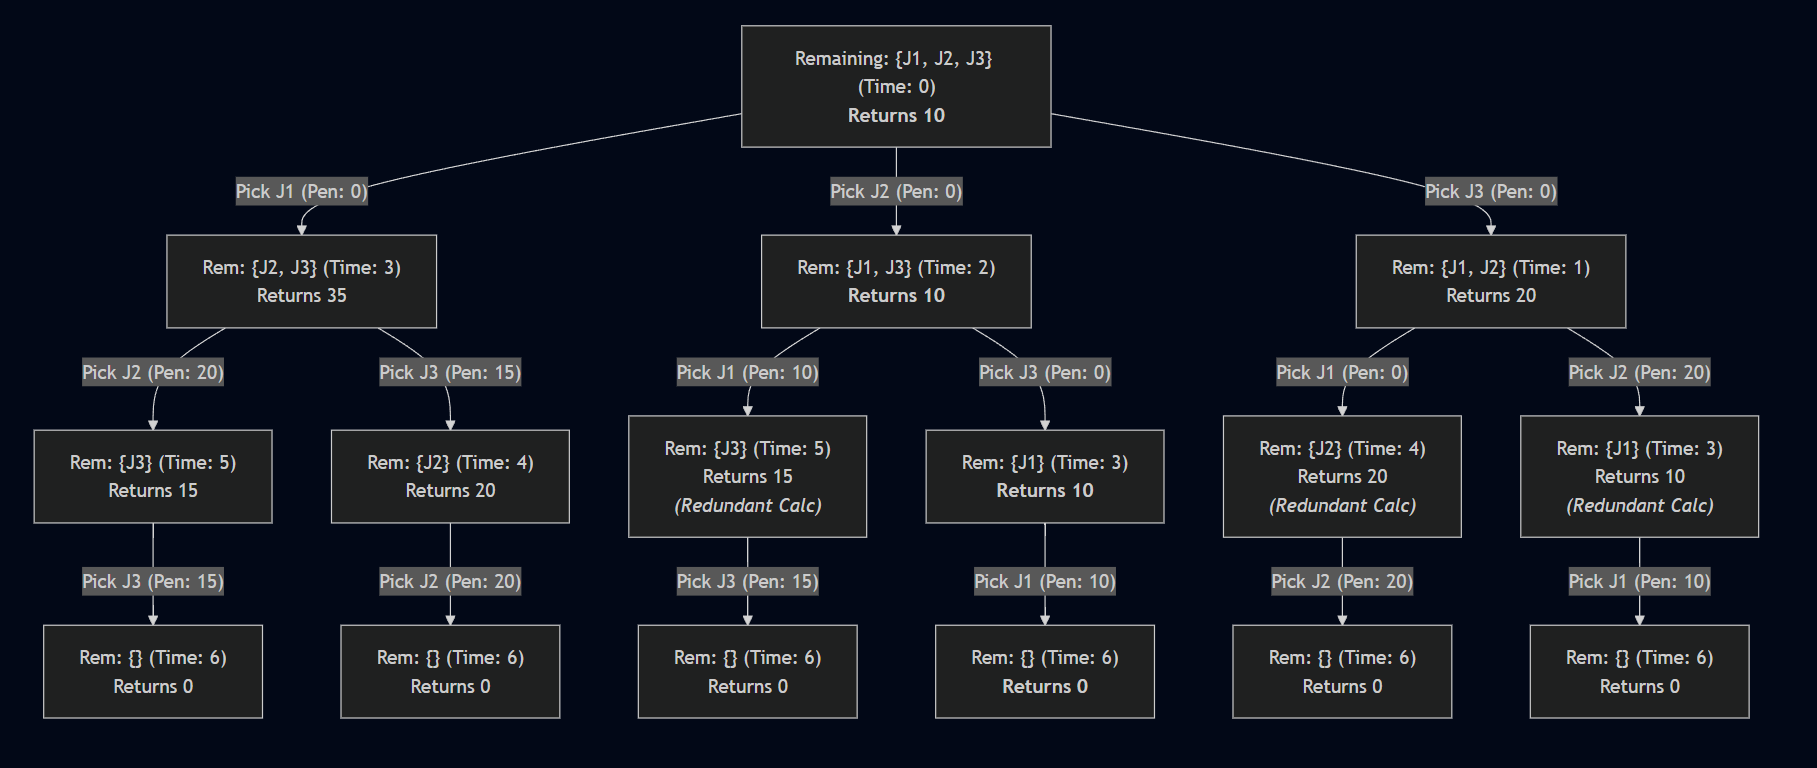 Remaining: {J1, J2, J3}
(Time: 0)
Returns 10
Pick J1 (Pen: 0)
Pick J2 (Pen: 0)
Pick J3 (Pen: 0)
Rem: {J2, J3} (Time: 3)
Returns 35
Rem: {J1, J3} (Time: 2)
Returns 10
Rem: {J1, J2} (Time: 1)
Returns 20
Pick J2 (Pen: 20)
Pick J3 (Pen: 15)
Pick J1 (Pen: 10)
Pick J3 (Pen: 0)
Pick J1 (Pen: 0)
Pick J2 (Pen: 20)
Rem: {J3} (Time: 5)
Returns 15
Rem: {J2} (Time: 4)
Returns 20
Rem: {J3} (Time: 5)
Returns 15
(Redundant Calc)
Rem: {J1} (Time: 3)
Returns 10
Rem: {J2} (Time: 4)
Returns 20
(Redundant Calc)
Rem: {J1} (Time: 3)
Returns 10
(Redundant Calc)
Pick J3 (Pen: 15)
Pick J2 (Pen: 20)
Pick J3 (Pen: 15)
Pick J1 (Pen: 10)
Pick J2 (Pen: 20)
Pick J1 (Pen: 10)
Rem: {} (Time: 6)
Returns 0
Rem: {} (Time: 6)
Returns 0
Rem: {} (Time: 6)
Returns 0
Rem: {} (Time: 6)
Returns 0
Rem: {} (Time: 6)
Returns 0
Rem: {} (Time: 6)
Returns 0